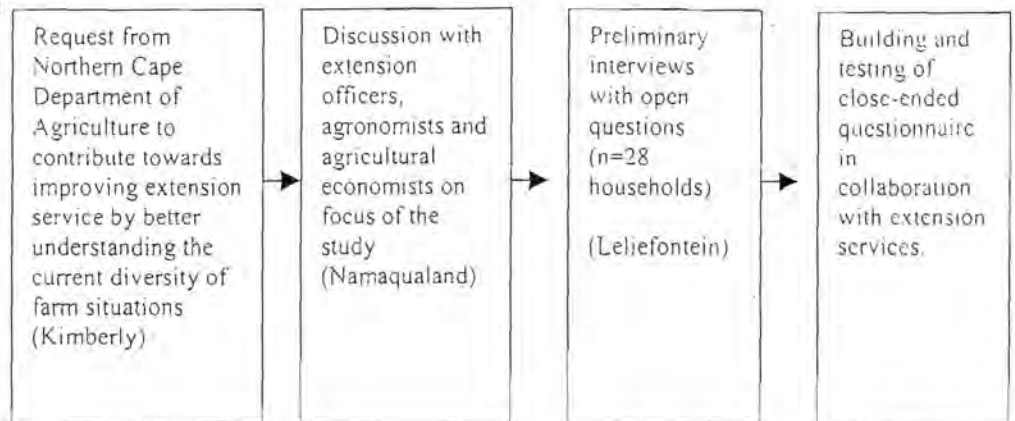 Request from
Northern Cape
Department of
Agriculture to
contribute towards
improving extension
service by better
understanding the
current diversity of
farm situations
(Kimberly)
Discussion with
extension
officers,
agronomists and
agricultural
economists on
focus of the
study
(Namaqualand)
Preliminary
interviews
with open
questions
(n=28
households)
(Leliefontein)
Building and
testing of
close-ended
questionnaire
in
collaboration
with extension
services.